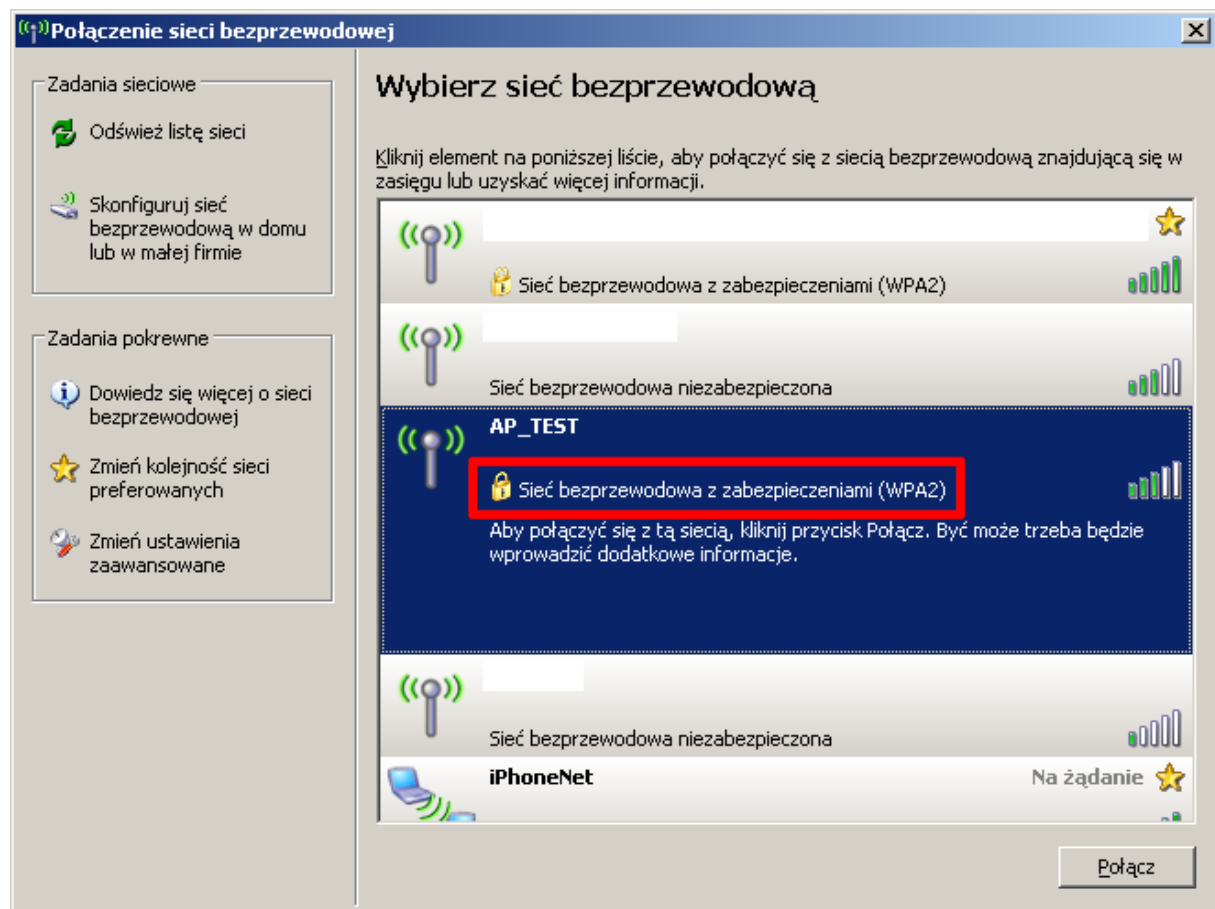 Połączenie sieci bezprzewodowej
Zadania sieciowe
Odśwież listę sieci
Skonfiguruj sieć
bezprzewodową w domu
lub w małej firmie
Zadania pokrewne
Dowiedz się więcej o sieci
bezprzewodowej
Zmień kolejność sieci
preferowanych
Zmień ustawienia
zaawansowane
Wybierz sieć bezprzewodową
Kliknij element na poniższej liście, aby połączyć się z siecią bezprzewodową znajdującą się w
zasięgu lub uzyskać więcej informacji.
Sieć bezprzewodowa z zabezpieczeniami (WPA2)
Sieć bezprzewodowa niezabezpieczona
AP_TEST
Sieć bezprzewodowa z zabezpieczeniami (WPA2)
Aby połączyć się z tą siecią, kliknij przycisk Połącz. Być może trzeba będzie
wprowadzić dodatkowe informacje.
Sieć bezprzewodowa niezabezpieczona
iPhoneNet Na żądanie
Połącz